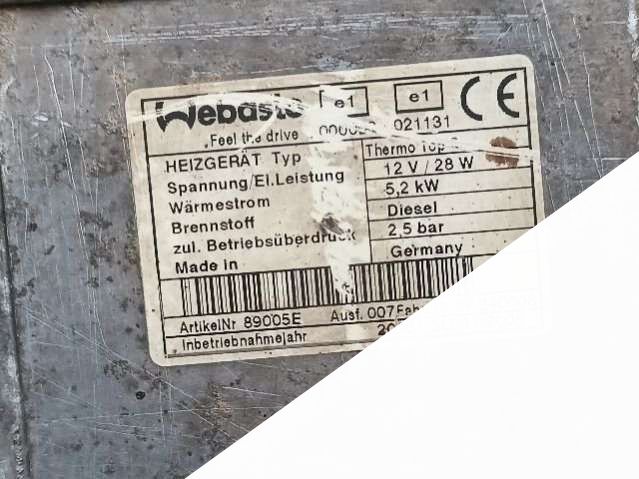 Webasto e1 e1 CE
Feel the drive 021131
HEIZGERÄT Typ Thermo Top
Spannung/El.Leistung 12 V / 28 W
Wärmestrom 5,2 kW
Brennstoff Diesel
zul. Betriebsüberdruck 2,5 bar
Made in Germany
ArtikelNr 89005E Ausf. 007
Inbetriebnahmejahr